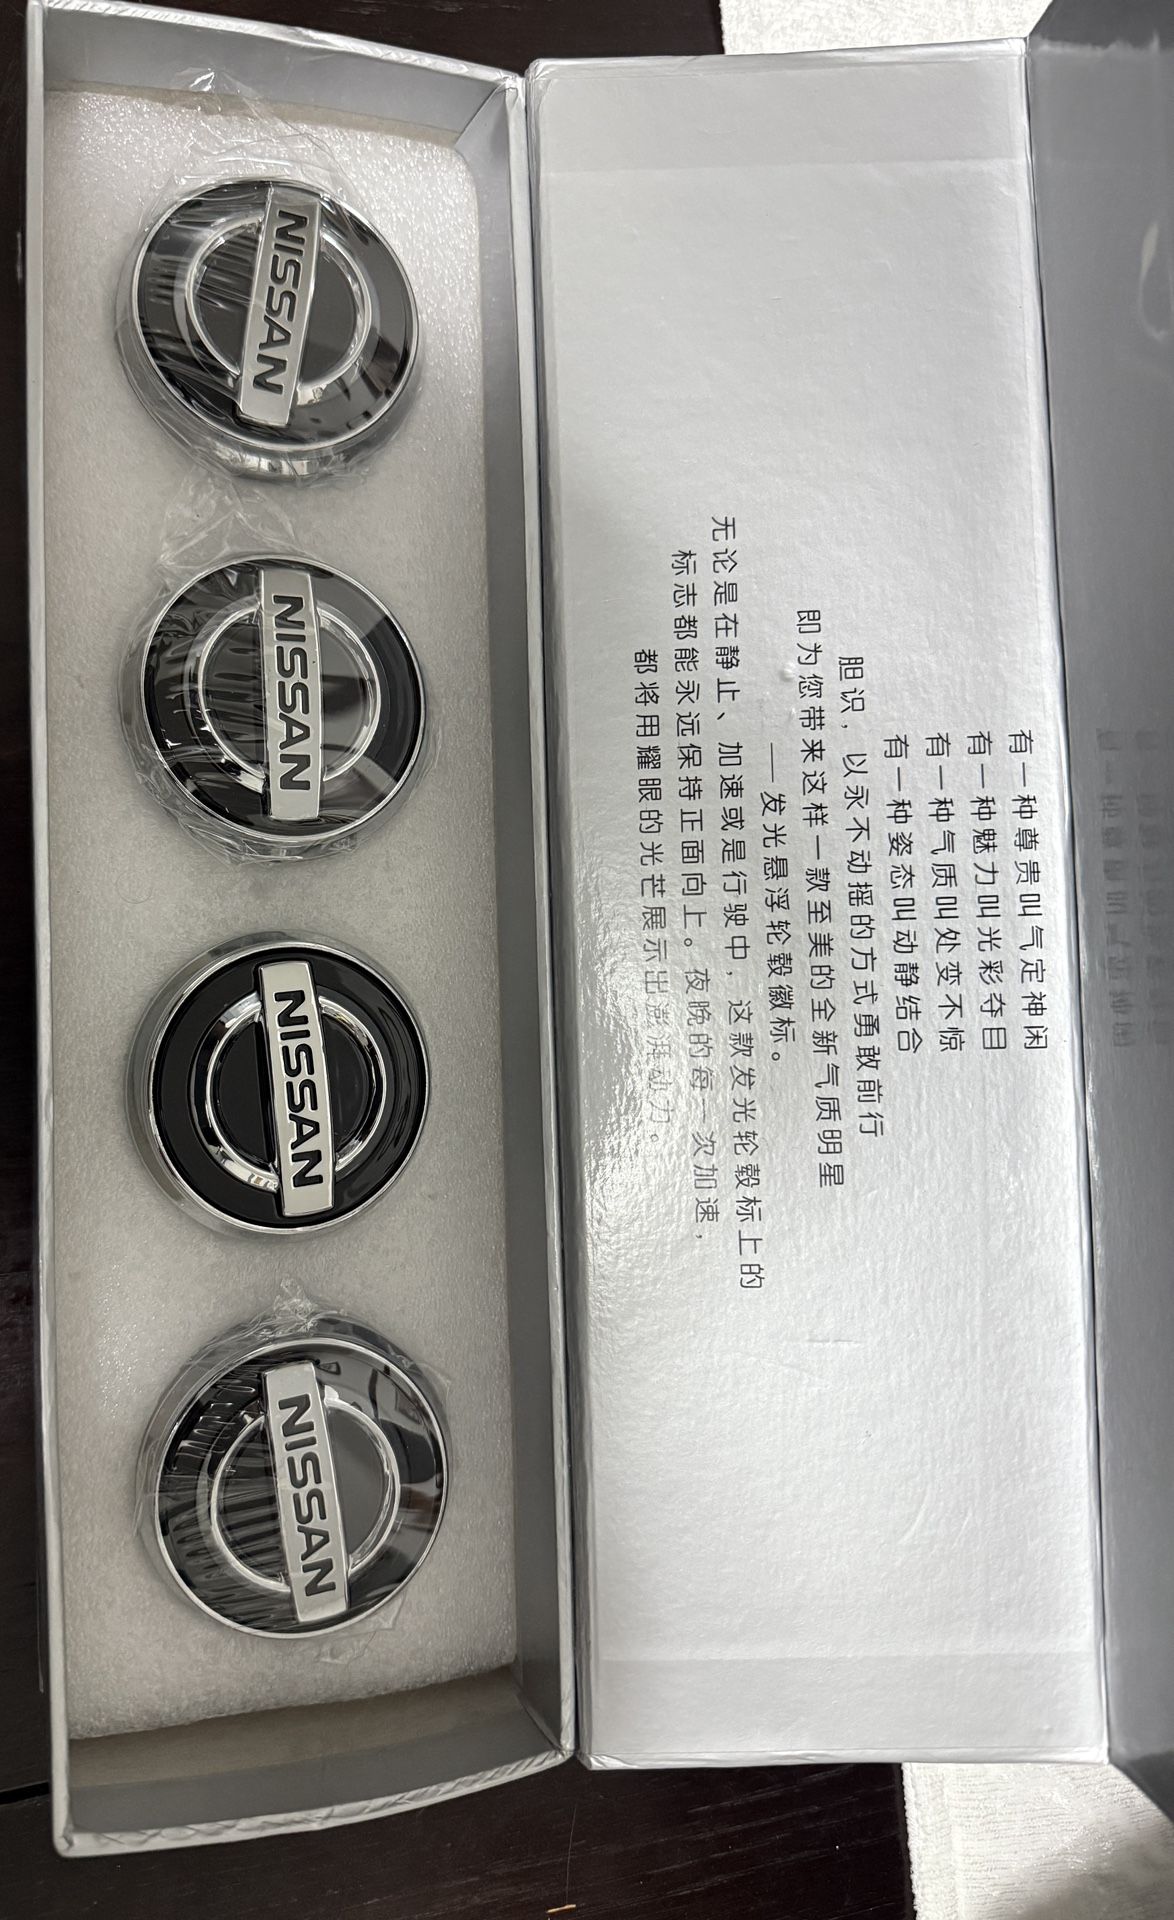 有一种尊贵叫气定神闲
有一种魅力叫光彩夺目
有一种气质叫处变不惊
有一种姿态叫动静结合
胆识，以永不动摇的方式勇敢前行
即为您带来这样一款至美的全新气质明星
——发光悬浮轮毂徽标。
无论是在静止、加速或是行驶中，这款发光轮毂标上的
标志都能永远保持正面向上。夜晚的每一次加速，
都将用耀眼的光芒展示出澎湃动力。
NISSAN
NISSAN
NISSAN
NISSAN